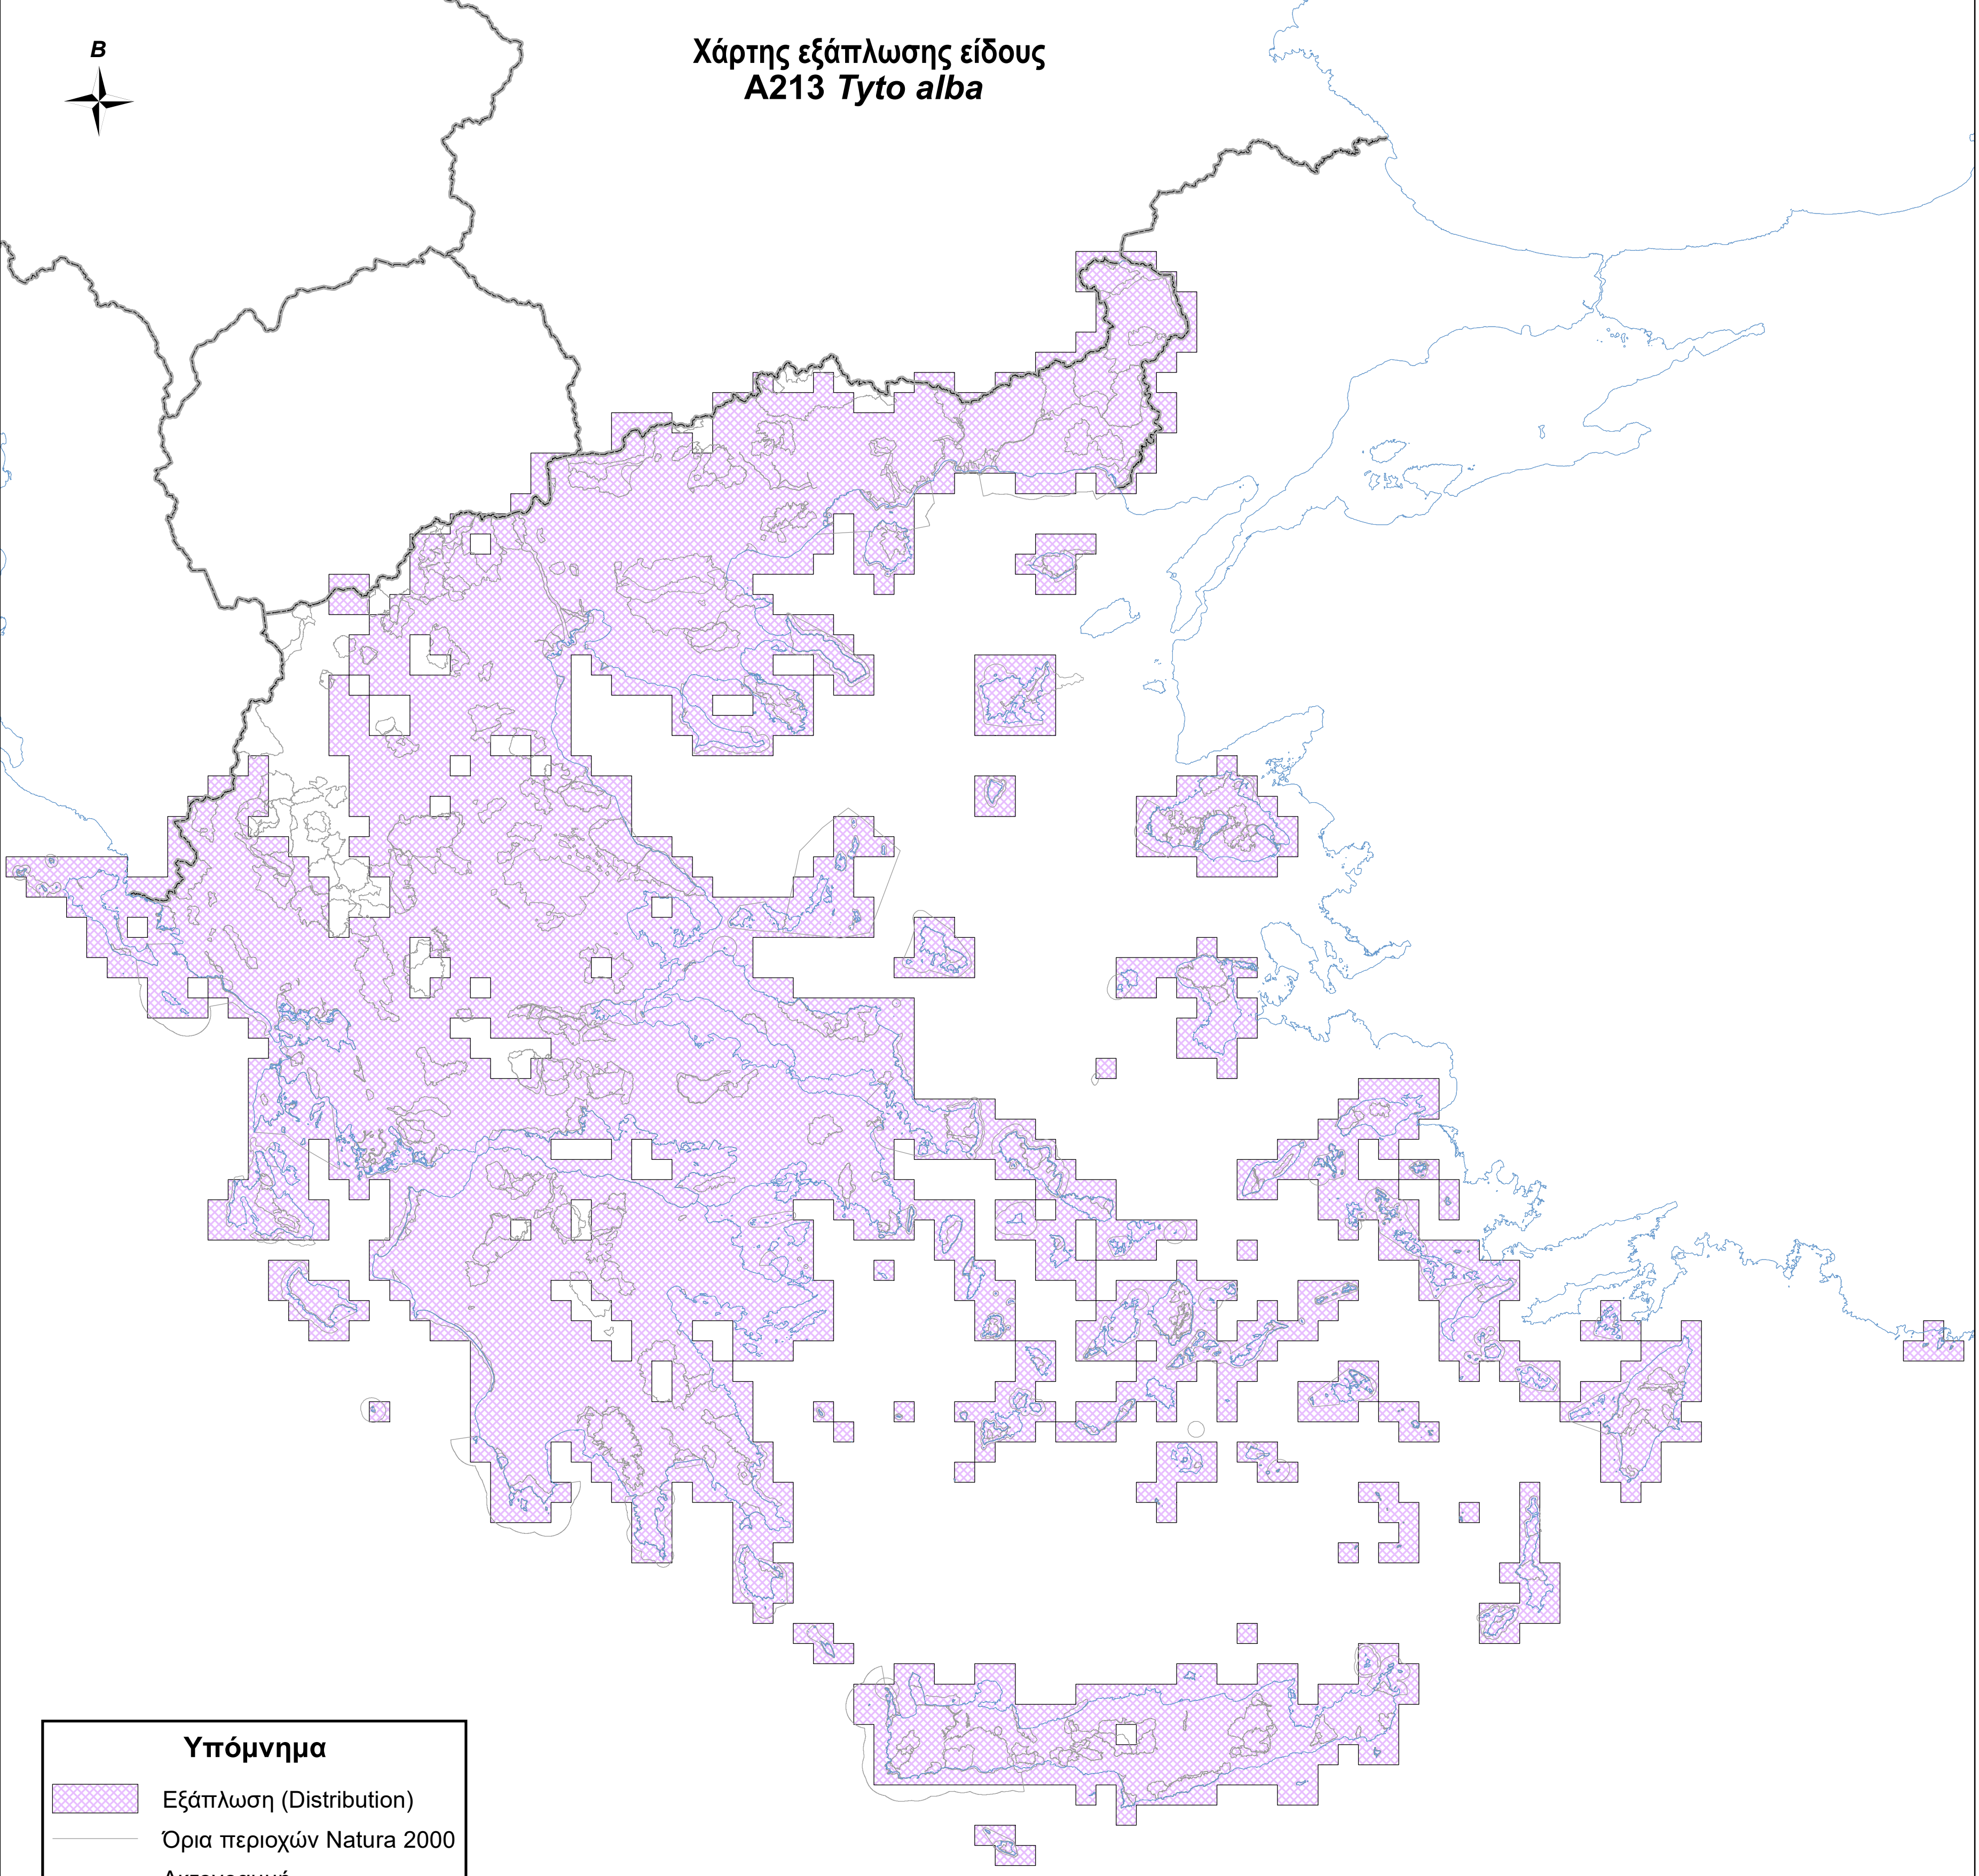 B
Χάρτης εξάπλωσης είδους
A213 Tyto alba
Υπόμνημα
Εξάπλωση (Distribution)
Όρια περιοχών Natura 2000